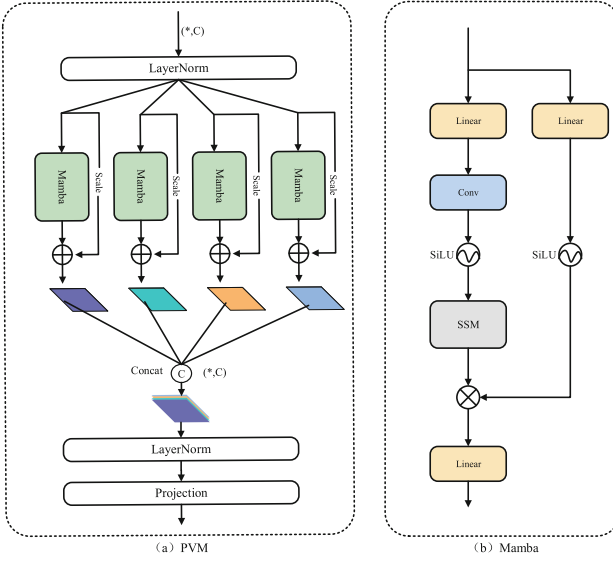 (*,C)
LayerNorm
Mamba
Scale
Mamba
Scale
Mamba
Scale
Mamba
Scale
Concat
C
(*,C)
LayerNorm
Projection
（a）PVM
Linear
Linear
Conv
SiLU
SiLU
SSM
Linear
（b）Mamba